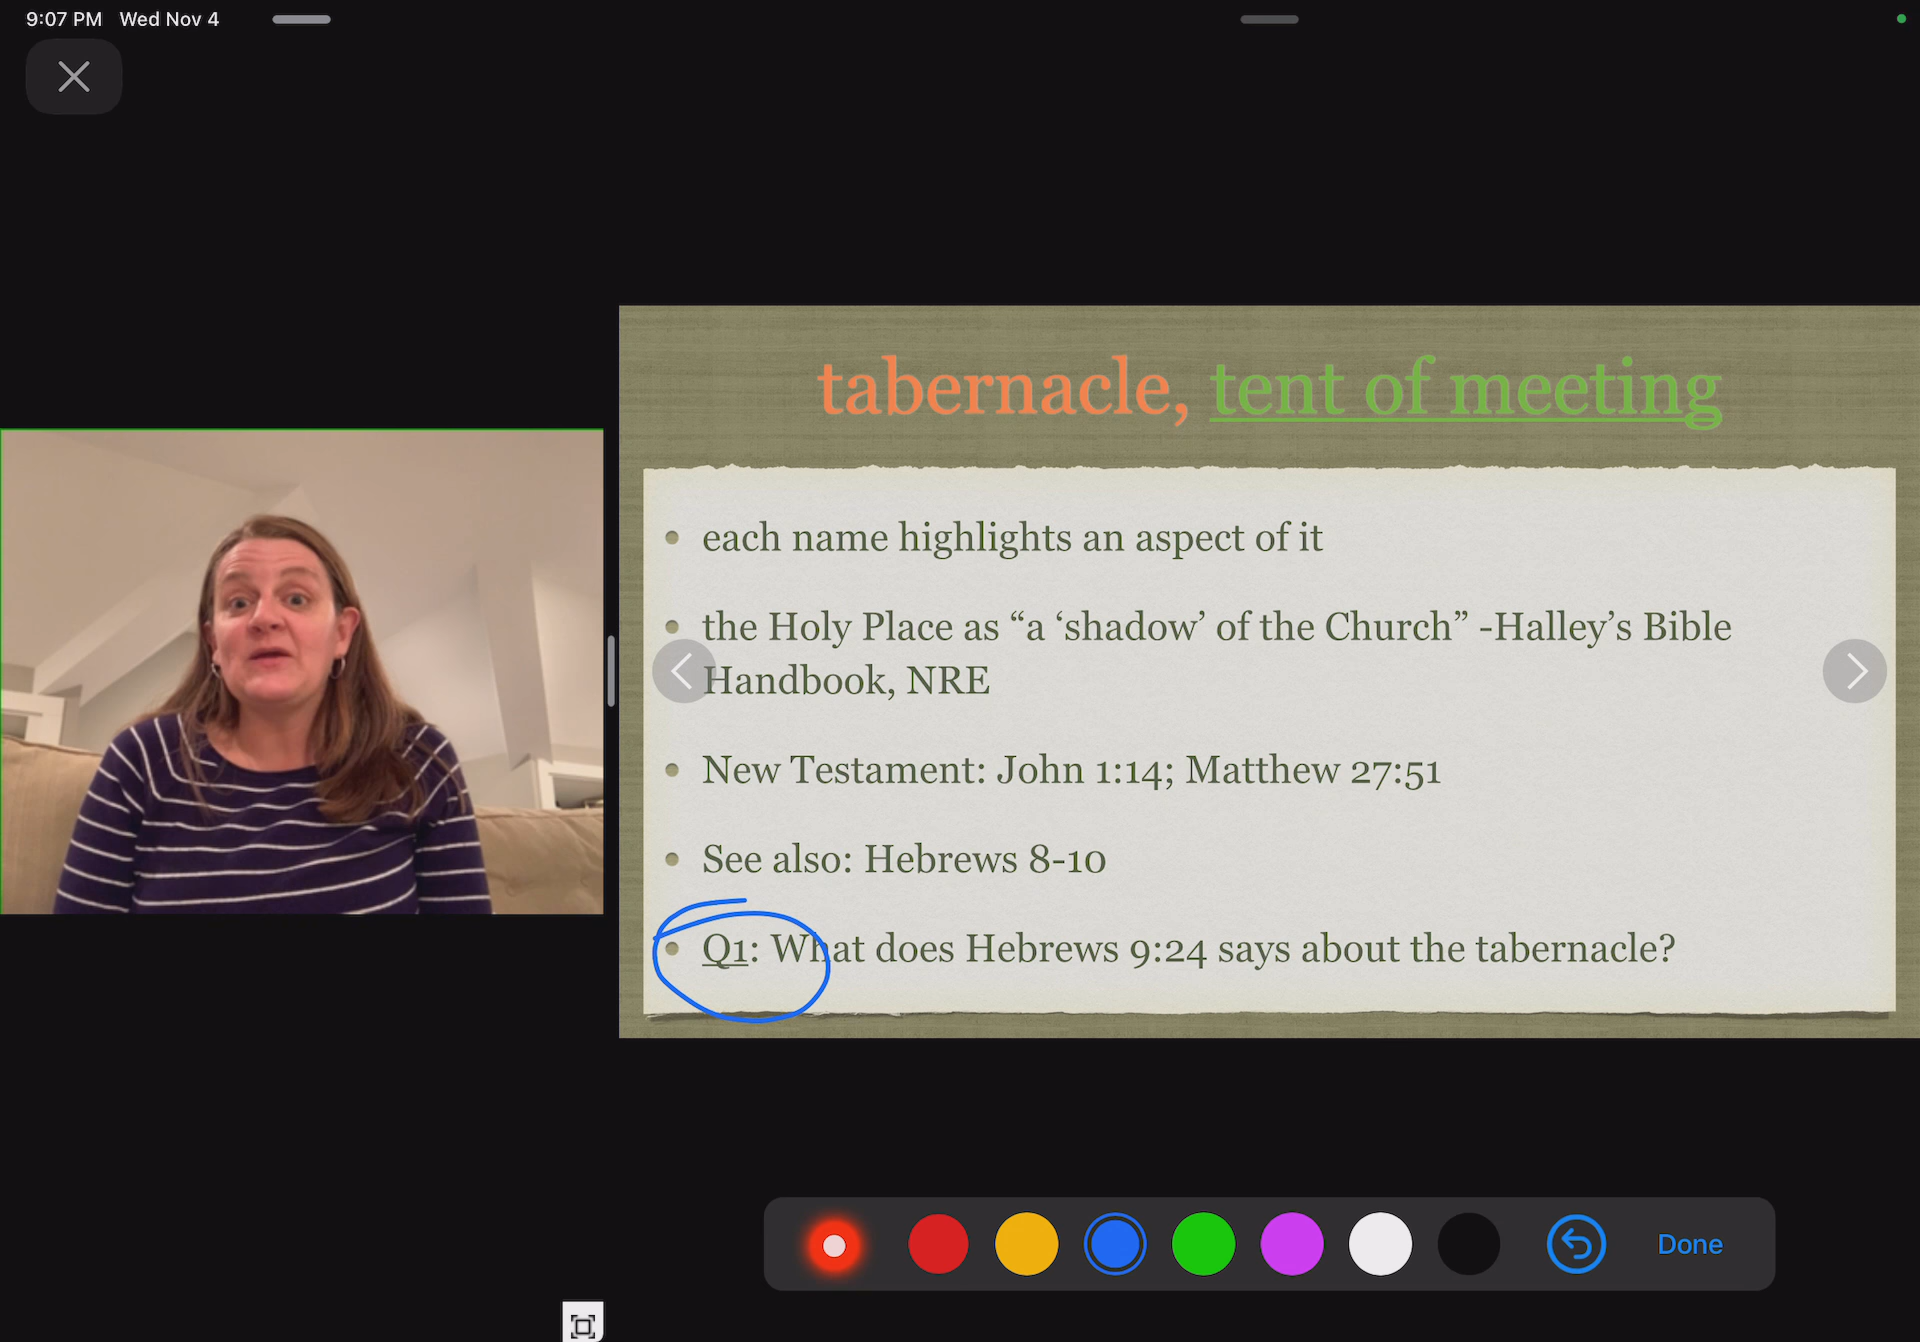 9:07 PM Wed Nov 4
tabernacle, tent of meeting
• each name highlights an aspect of it
• the Holy Place as “a ‘shadow’ of the Church” -Halley’s Bible
Handbook, NRE
• New Testament: John 1:14; Matthew 27:51
• See also: Hebrews 8-10
• Q1: What does Hebrews 9:24 says about the tabernacle?
Done